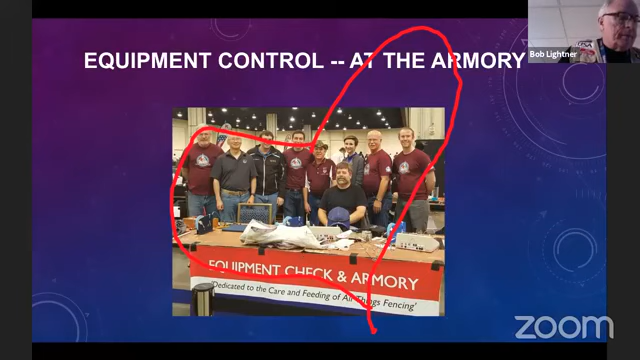 EQUIPMENT CONTROL -- AT THE ARMORY
Bob Lightner
EQUIPMENT CHECK & ARMORY
'Dedicated to the Care and Feeding of All Things Fencing'
zoom